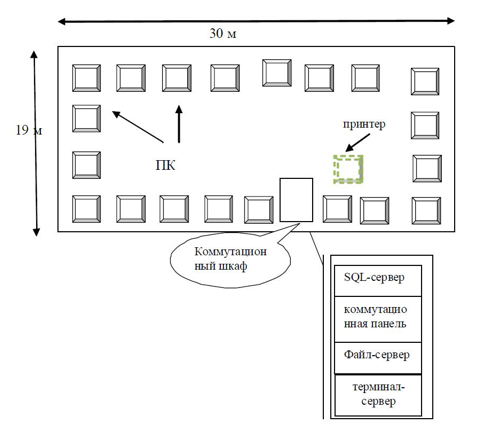 30 м
19 м
принтер
ПК
Коммутацион
ный шкаф
SQL-сервер
коммутацио
нная панель
Файл-сервер
терминал-
сервер